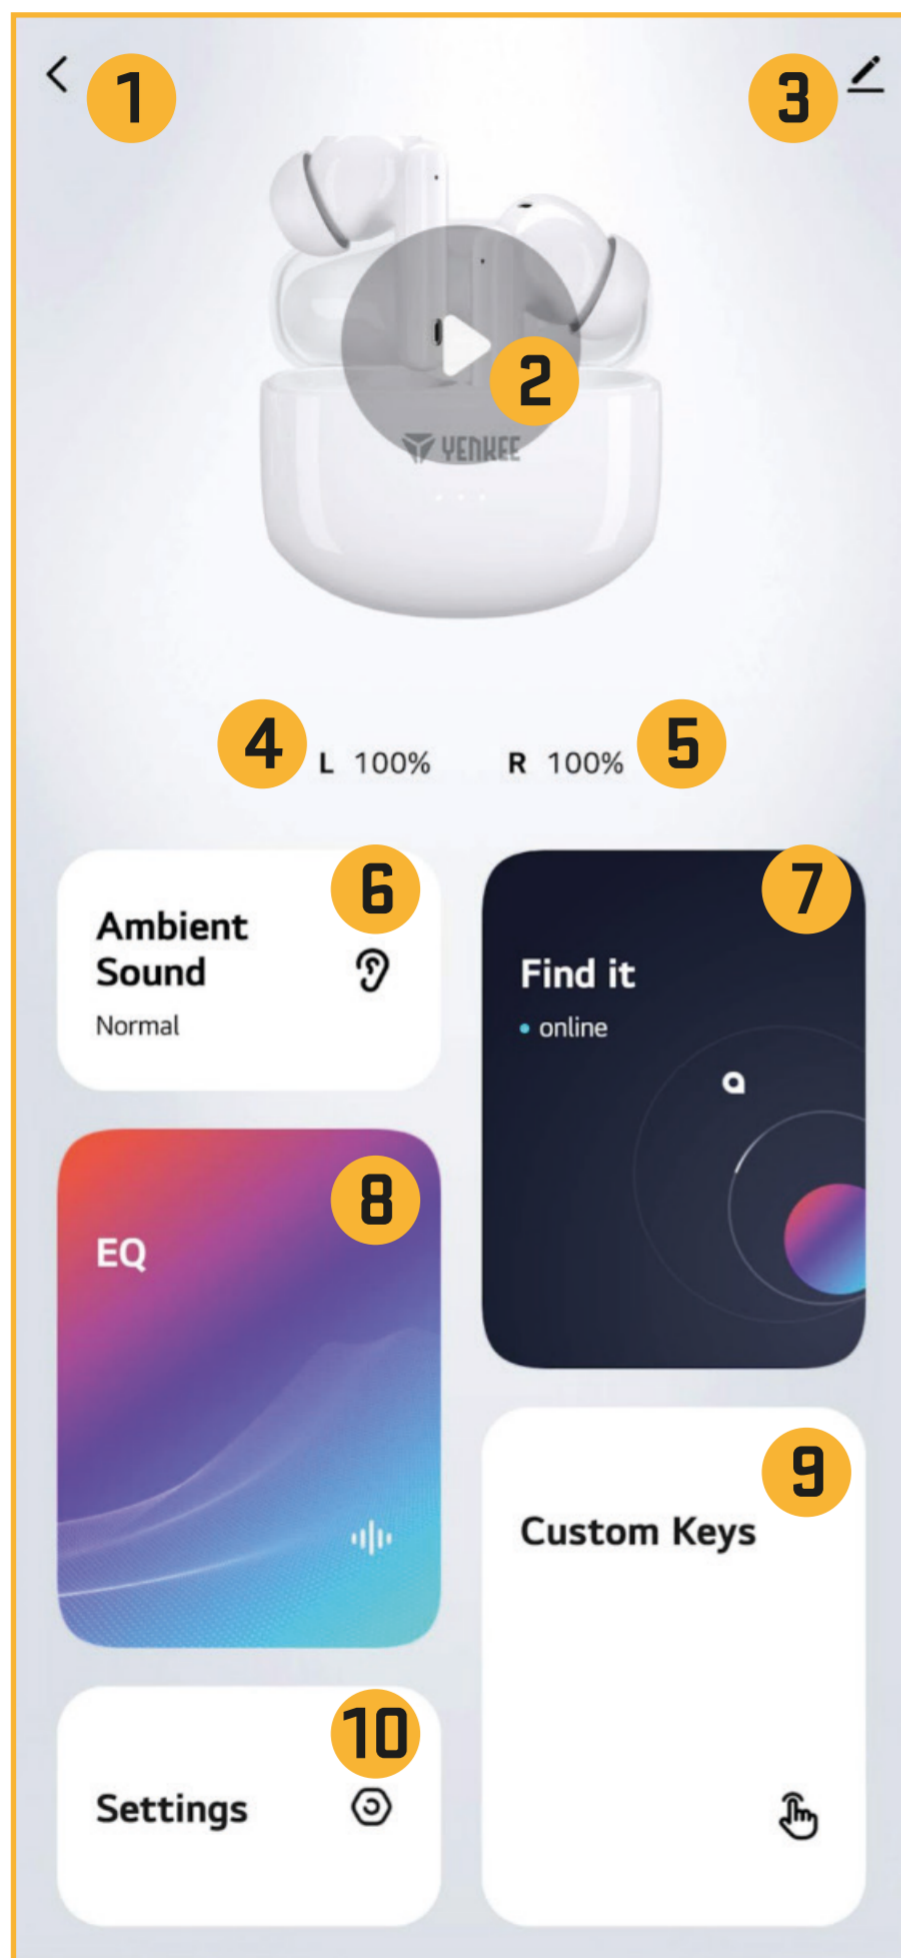 1
3
2
YENKEE
4 L 100% R 100% 5
6
Ambient
Sound
Normal
7
Find it
• online
8
EQ
9
Custom Keys
10
Settings